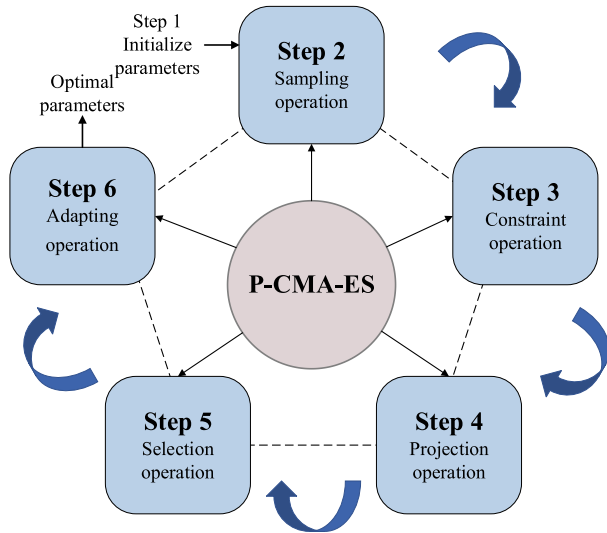 Step 1
Initialize
parameters
Step 2
Sampling
operation
Step 3
Constraint
operation
Step 4
Projection
operation
Step 5
Selection
operation
Step 6
Adapting
operation
Optimal
parameters
P-CMA-ES